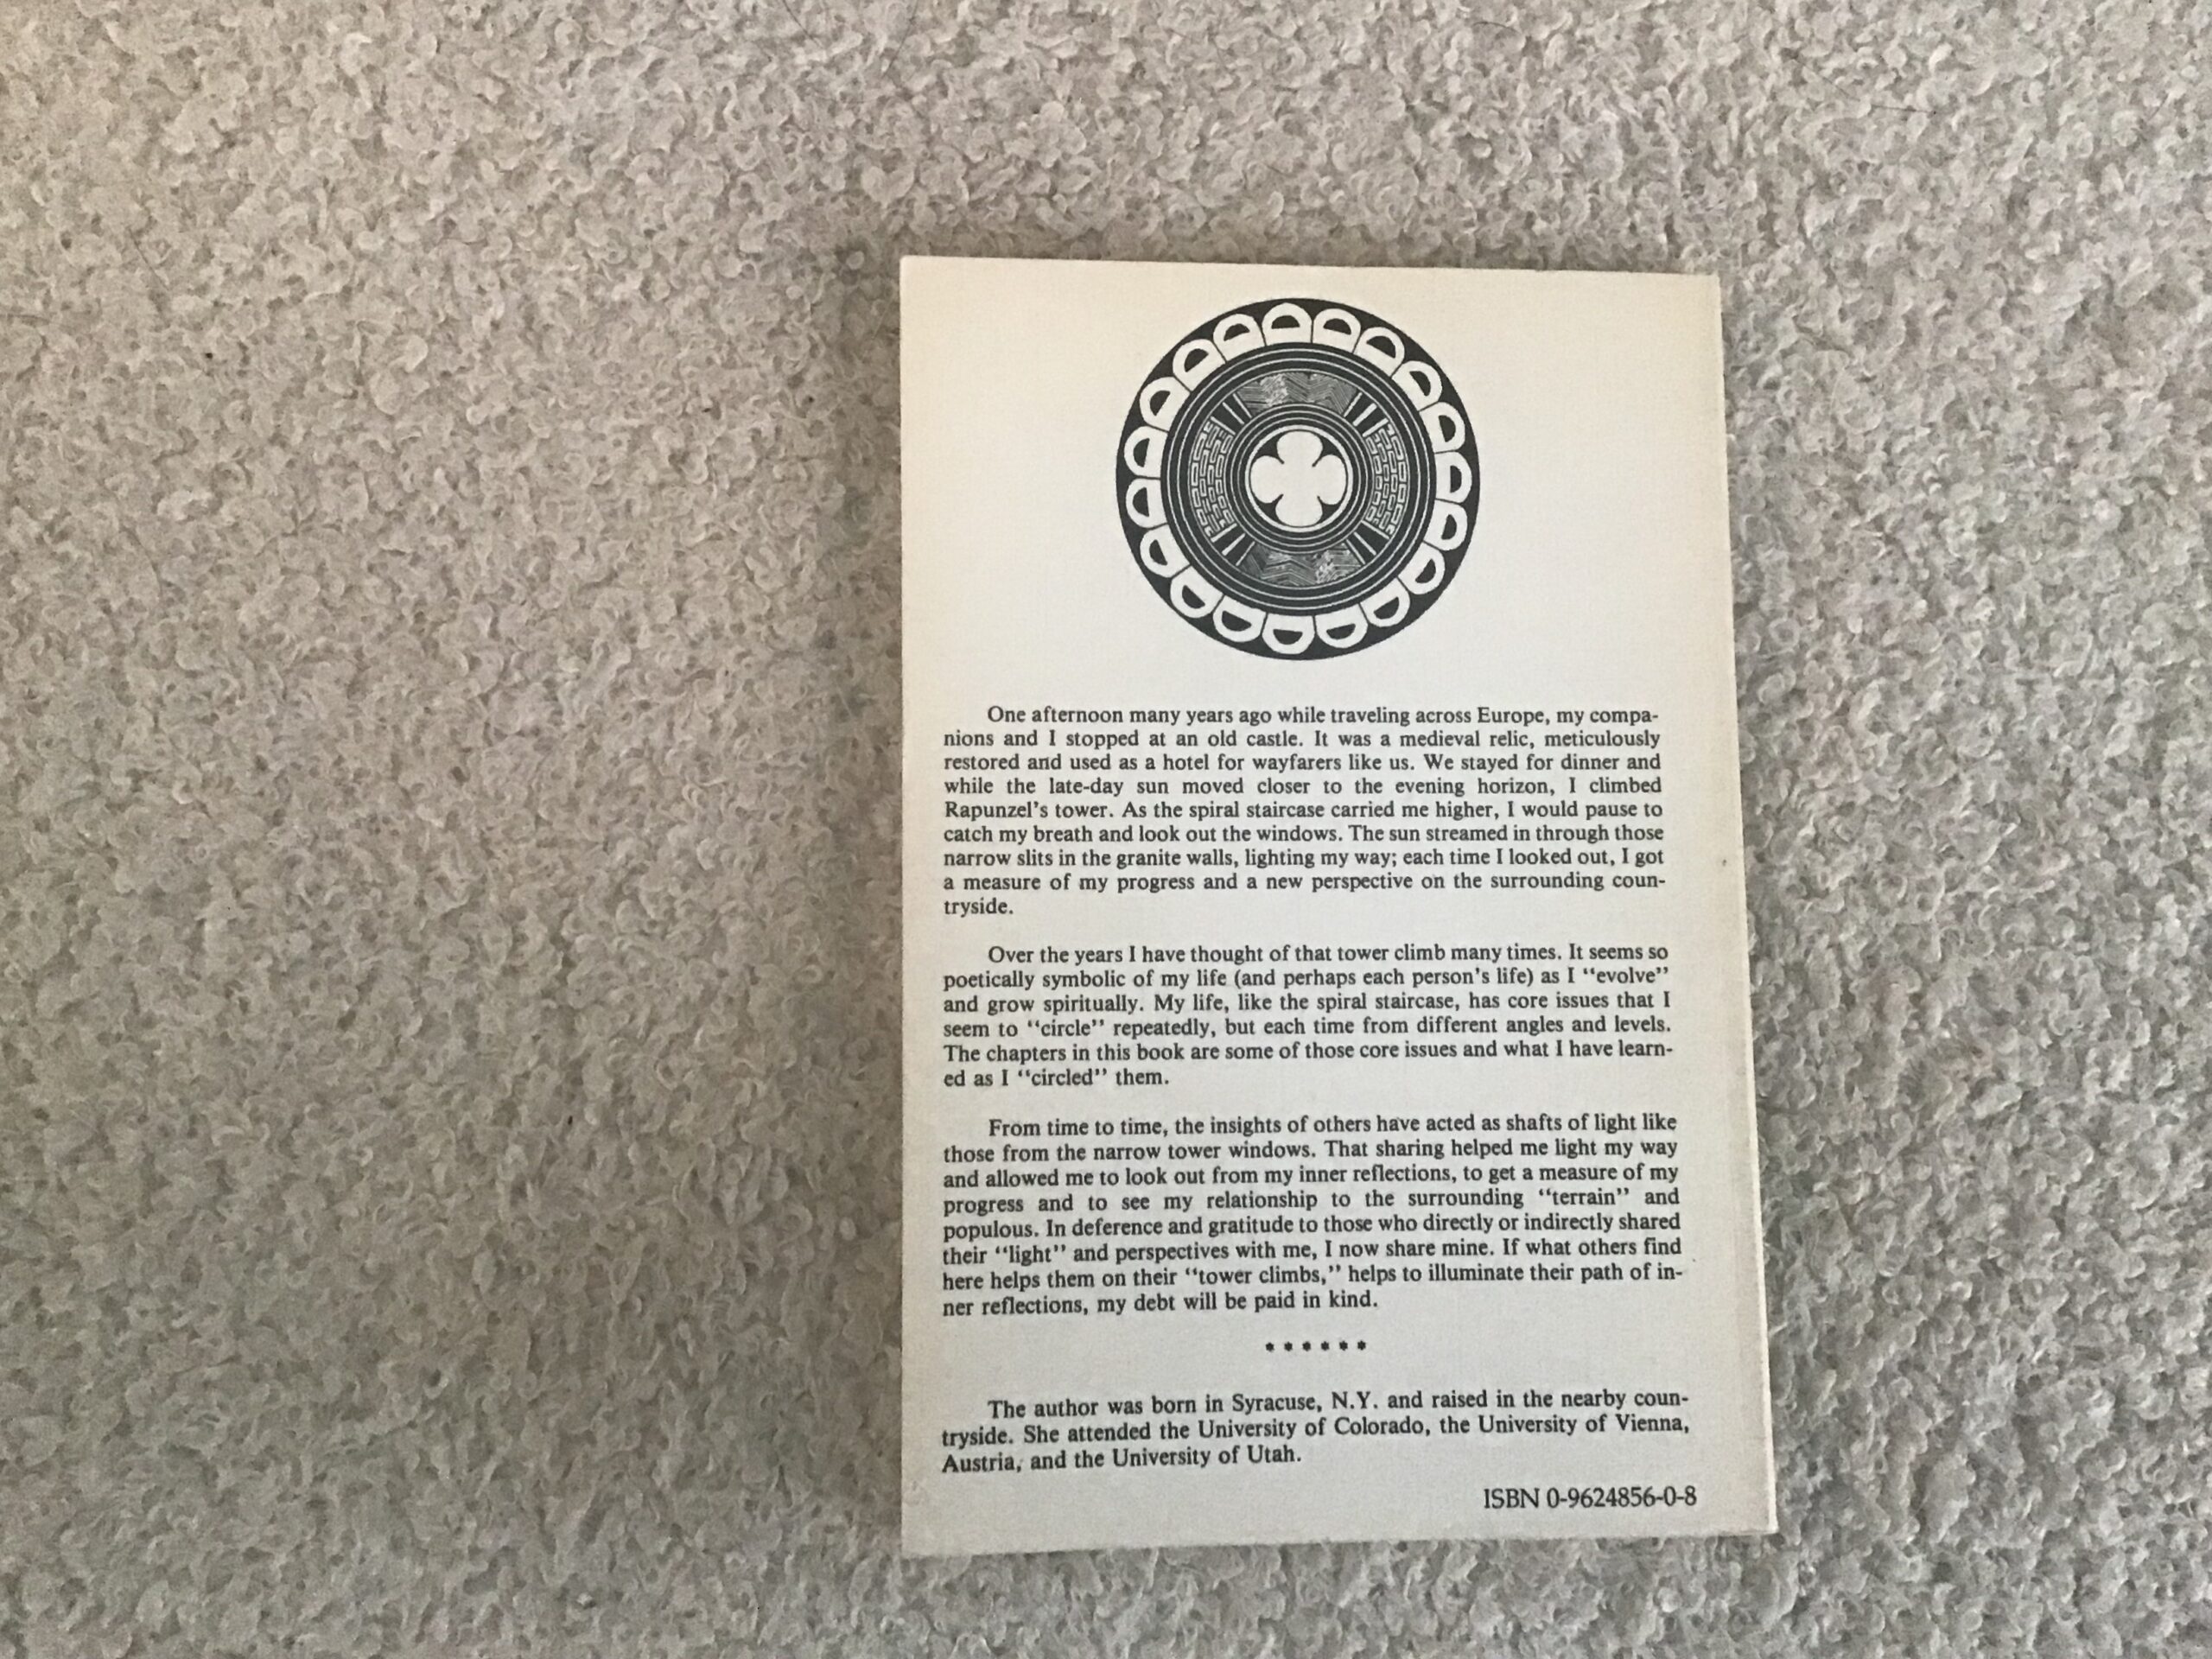 One afternoon many years ago while traveling across Europe, my compa-
nions and I stopped at an old castle. It was a medieval relic, meticulously
restored and used as a hotel for wayfarers like us. We stayed for dinner and
while the late-day sun moved closer to the evening horizon, I climbed
Rapunzel's tower. As the spiral staircase carried me higher, I would pause to
catch my breath and look out the windows. The sun streamed in through those
narrow slits in the granite walls, lighting my way; each time I looked out, I got
a measure of my progress and a new perspective on the surrounding coun-
tryside.
Over the years I have thought of that tower climb many times. It seems so
poetically symbolic of my life (and perhaps each person's life) as I "evolve"
and grow spiritually. My life, like the spiral staircase, has core issues that I
seem to "circle" repeatedly, but each time from different angles and levels.
The chapters in this book are some of those core issues and what I have learn-
ed as I "circled" them.
From time to time, the insights of others have acted as shafts of light like
those from the narrow tower windows. That sharing helped me light my way
and allowed me to look out from my inner reflections, to get a measure of my
progress and to see my relationship to the surrounding "terrain" and
populous. In deference and gratitude to those who directly or indirectly shared
their "light" and perspectives with me, I now share mine. If what others find
here helps them on their "tower climbs," helps to illuminate their path of in-
ner reflections, my debt will be paid in kind.
******
The author was born in Syracuse, N.Y. and raised in the nearby coun-
tryside. She attended the University of Colorado, the University of Vienna,
Austria, and the University of Utah.
ISBN 0-9624856-0-8